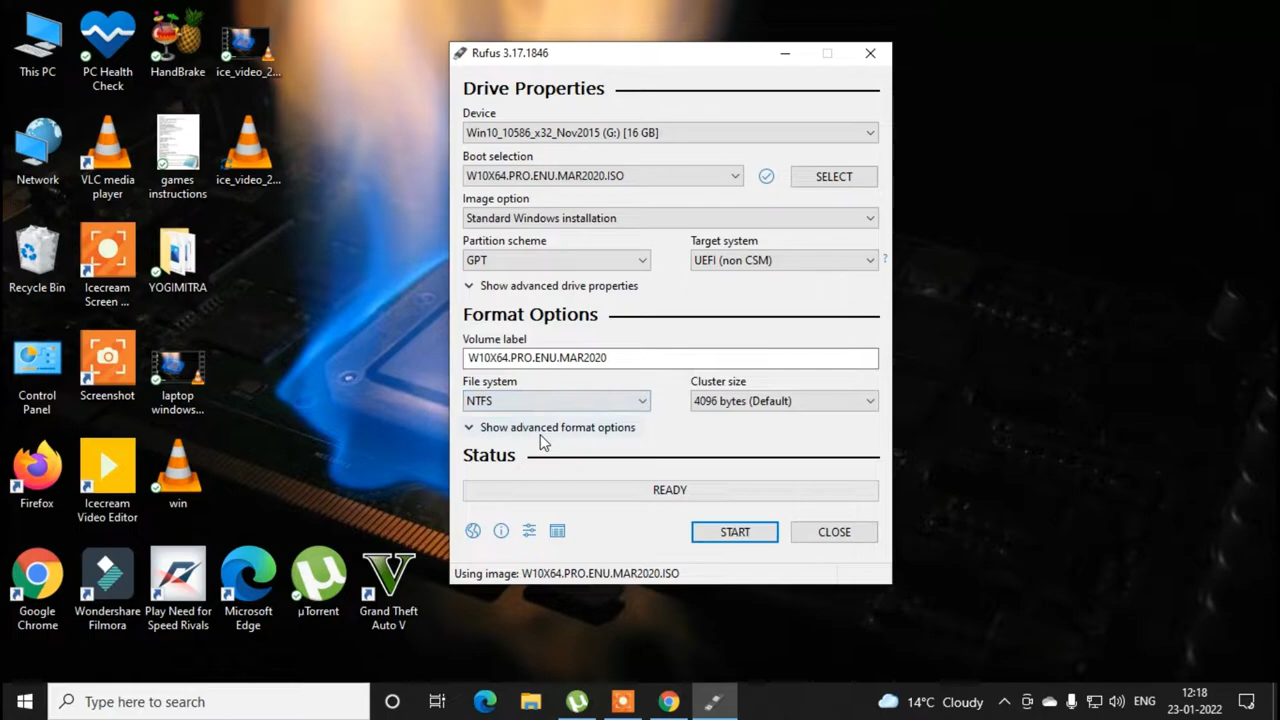 This PC
PC Health
Check
HandBrake
ice_video_2...
Network
VLC media
player
games
instructions
ice_video_2...
Recycle Bin
Icecream
Screen ...
YOGIMITRA
Control
Panel
Screenshot
laptop
windows...
Firefox
Icecream
Video Editor
win
Google
Chrome
Wondershare
Filmora
Play Need for
Speed Rivals
Microsoft
Edge
µTorrent
Grand Theft
Auto V
Rufus 3.17.1846
Drive Properties
Device
Win10_10586_x32_Nov2015 (G:) [16 GB]
Boot selection
W10X64.PRO.ENU.MAR2020.ISO
SELECT
Image option
Standard Windows installation
Partition scheme
Target system
GPT
UEFI (non CSM)
?
Show advanced drive properties
Format Options
Volume label
W10X64.PRO.ENU.MAR2020
File system
Cluster size
NTFS
4096 bytes (Default)
Show advanced format options
Status
READY
START
CLOSE
Using image: W10X64.PRO.ENU.MAR2020.ISO
Type here to search
14°C Cloudy
ENG
12:18
23-01-2022